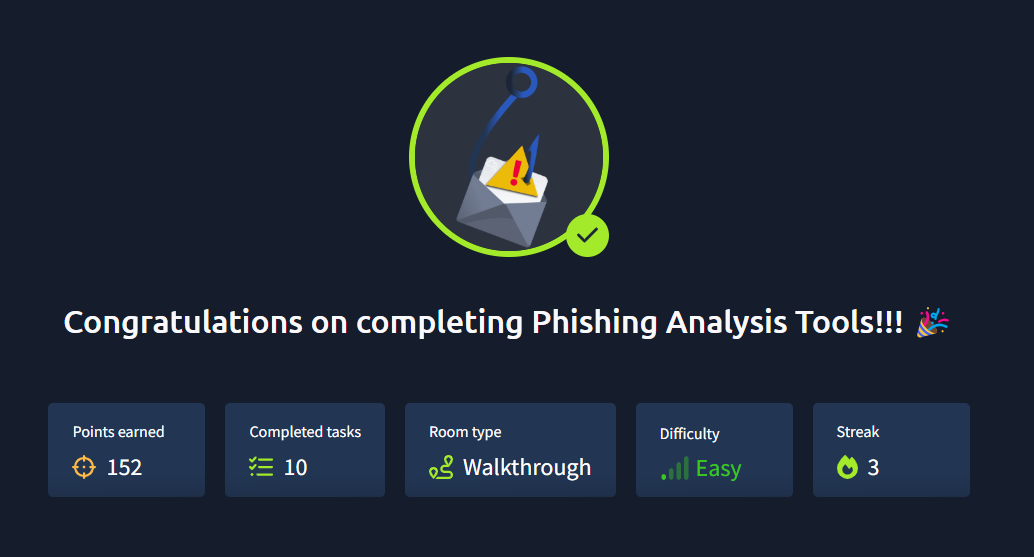 Congratulations on completing Phishing Analysis Tools!!! 🎉
Points earned
152
Completed tasks
10
Room type
Walkthrough
Difficulty
Easy
Streak
3